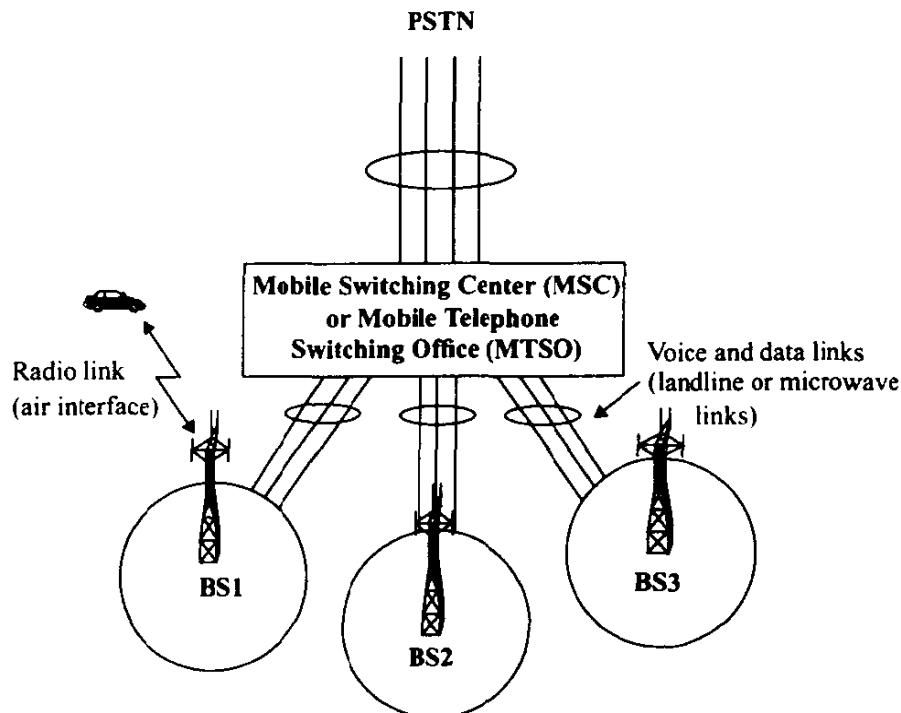 PSTN
Mobile Switching Center (MSC)
or Mobile Telephone
Switching Office (MTSO)
Radio link
(air interface)
Voice and data links
(landline or microwave
links)
BS1
BS2
BS3